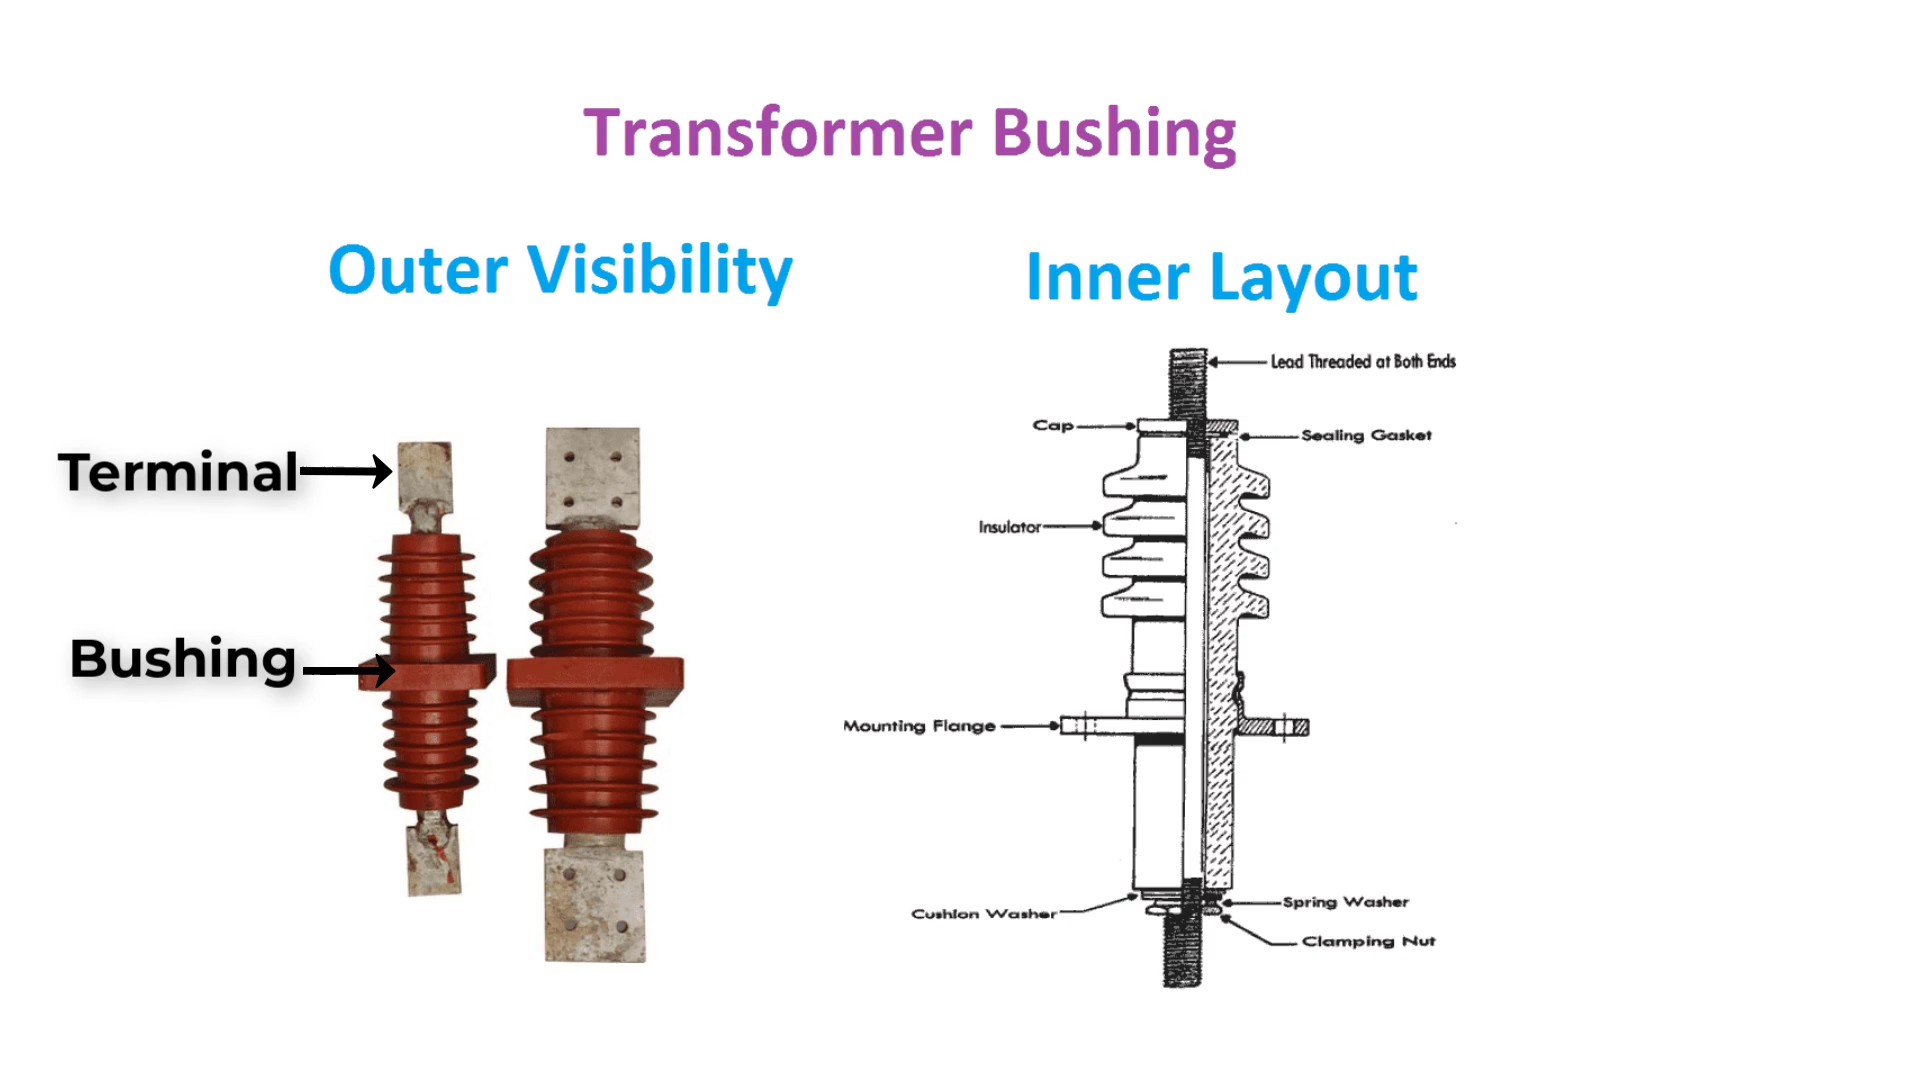 Transformer Bushing
Outer Visibility
Inner Layout
Terminal
Bushing
Lead Threaded at Both Ends
Cap
Sealing Gasket
Insulator
Mounting Flange
Cushion Washer
Spring Washer
Clamping Nut